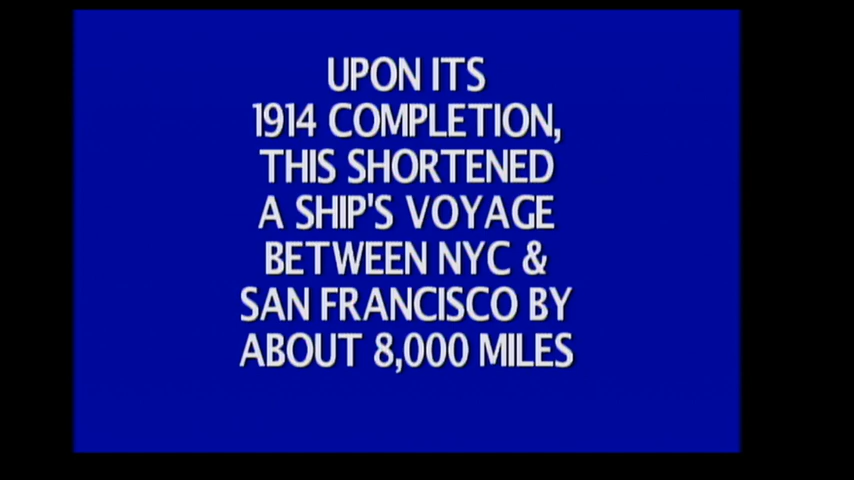 UPON ITS
1914 COMPLETION,
THIS SHORTENED
A SHIP'S VOYAGE
BETWEEN NYC &
SAN FRANCISCO BY
ABOUT 8,000 MILES